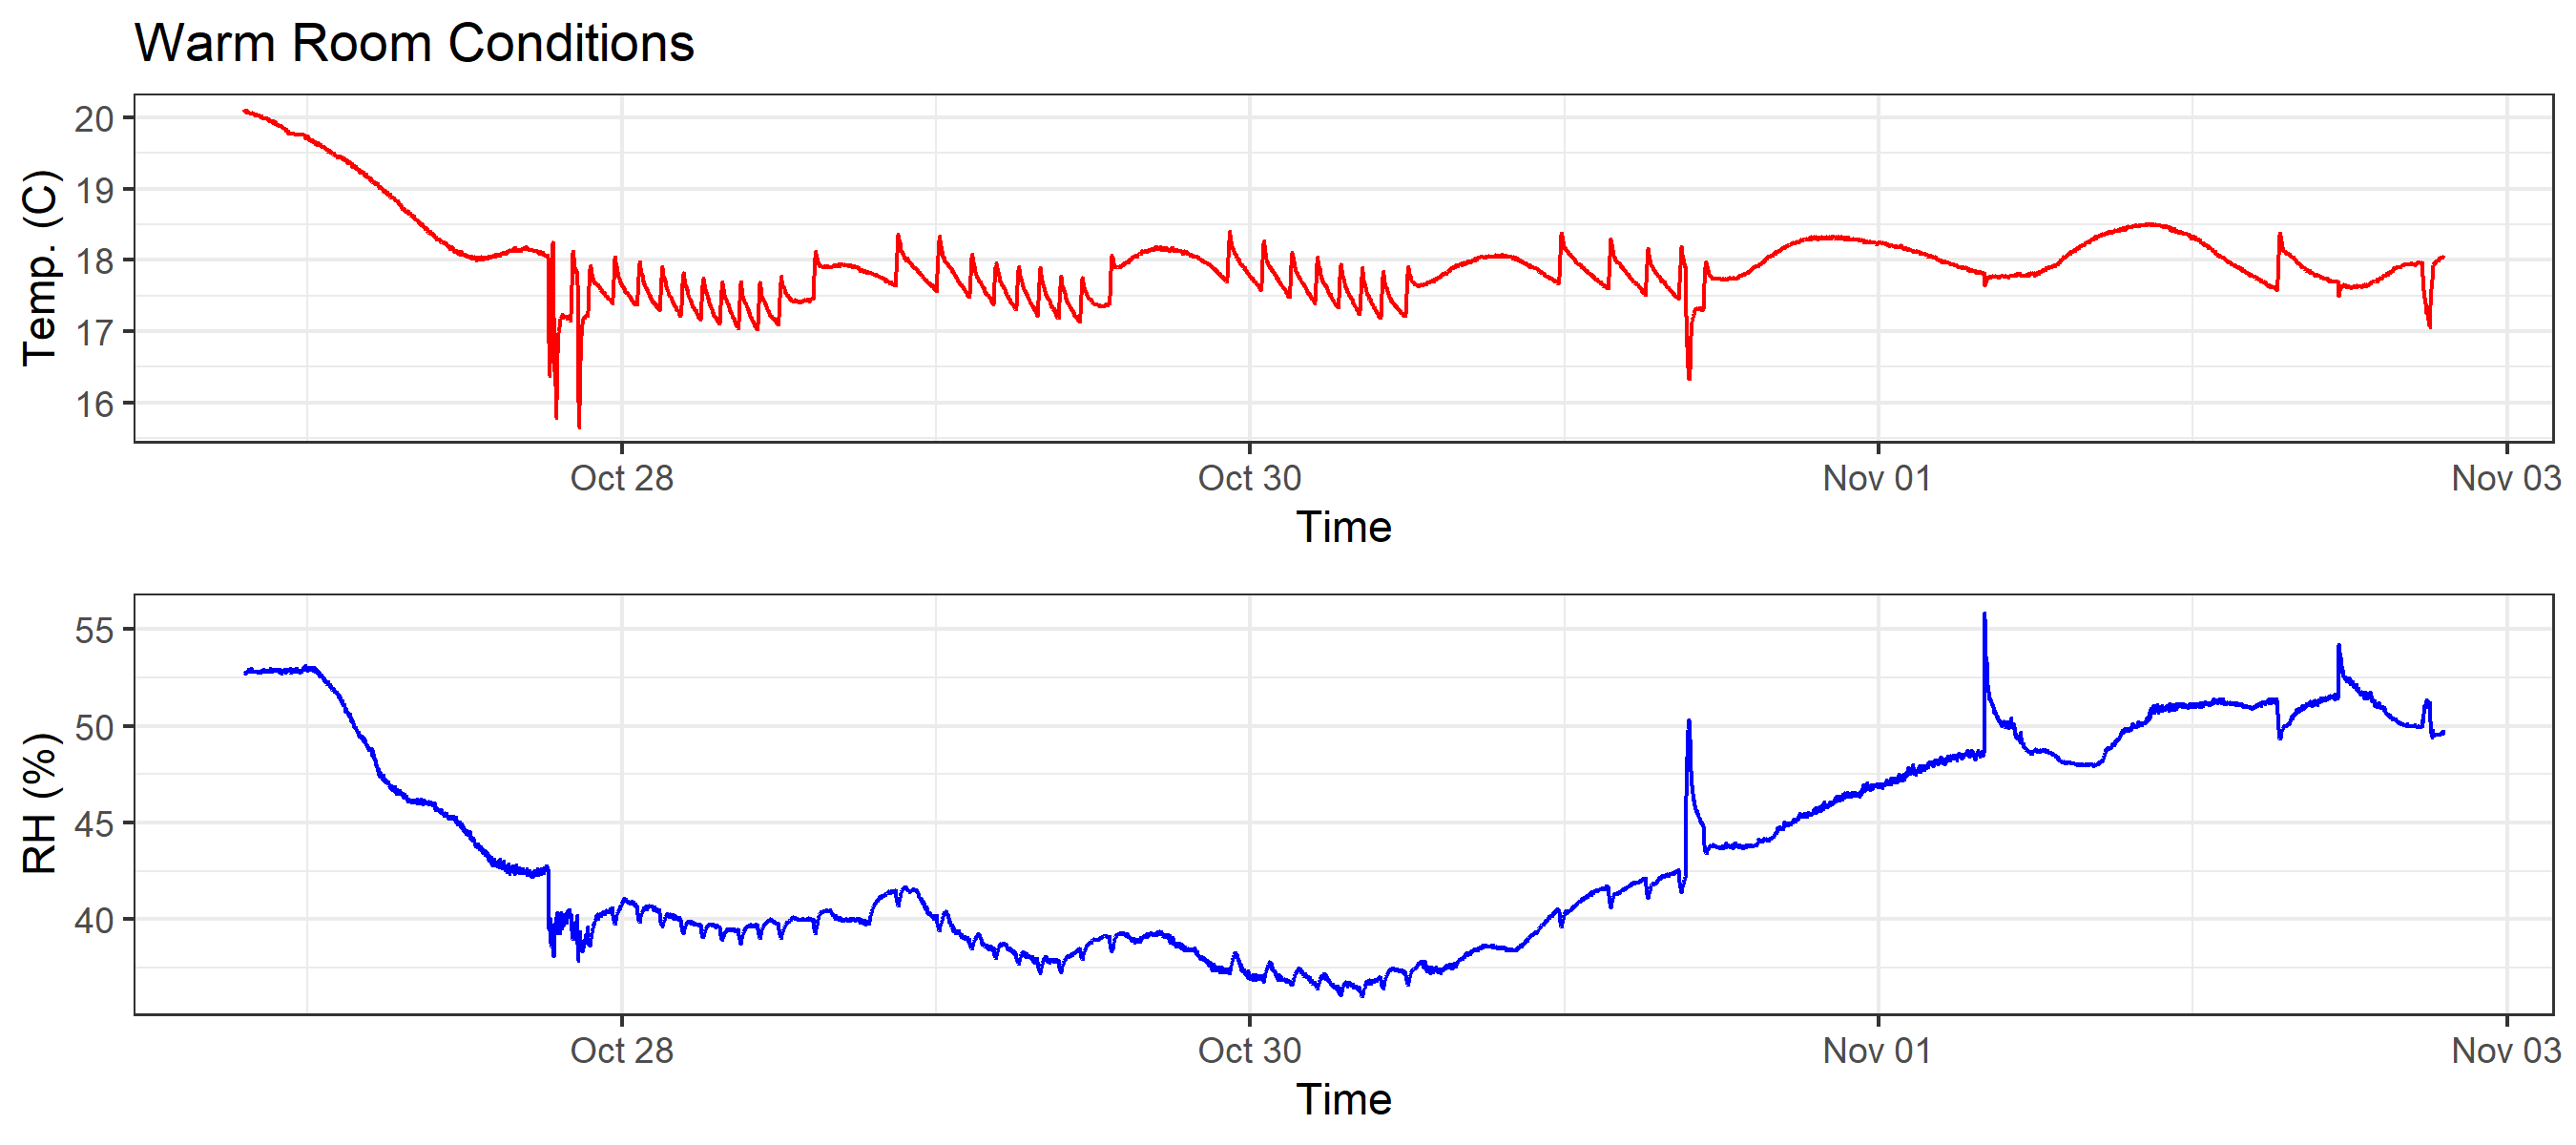 Warm Room Conditions
20
19
18
17
16
Temp. (C)
Oct 28 Oct 30 Nov 01 Nov 03
Time
55
50
45
40
RH (%)
Oct 28 Oct 30 Nov 01 Nov 03
Time